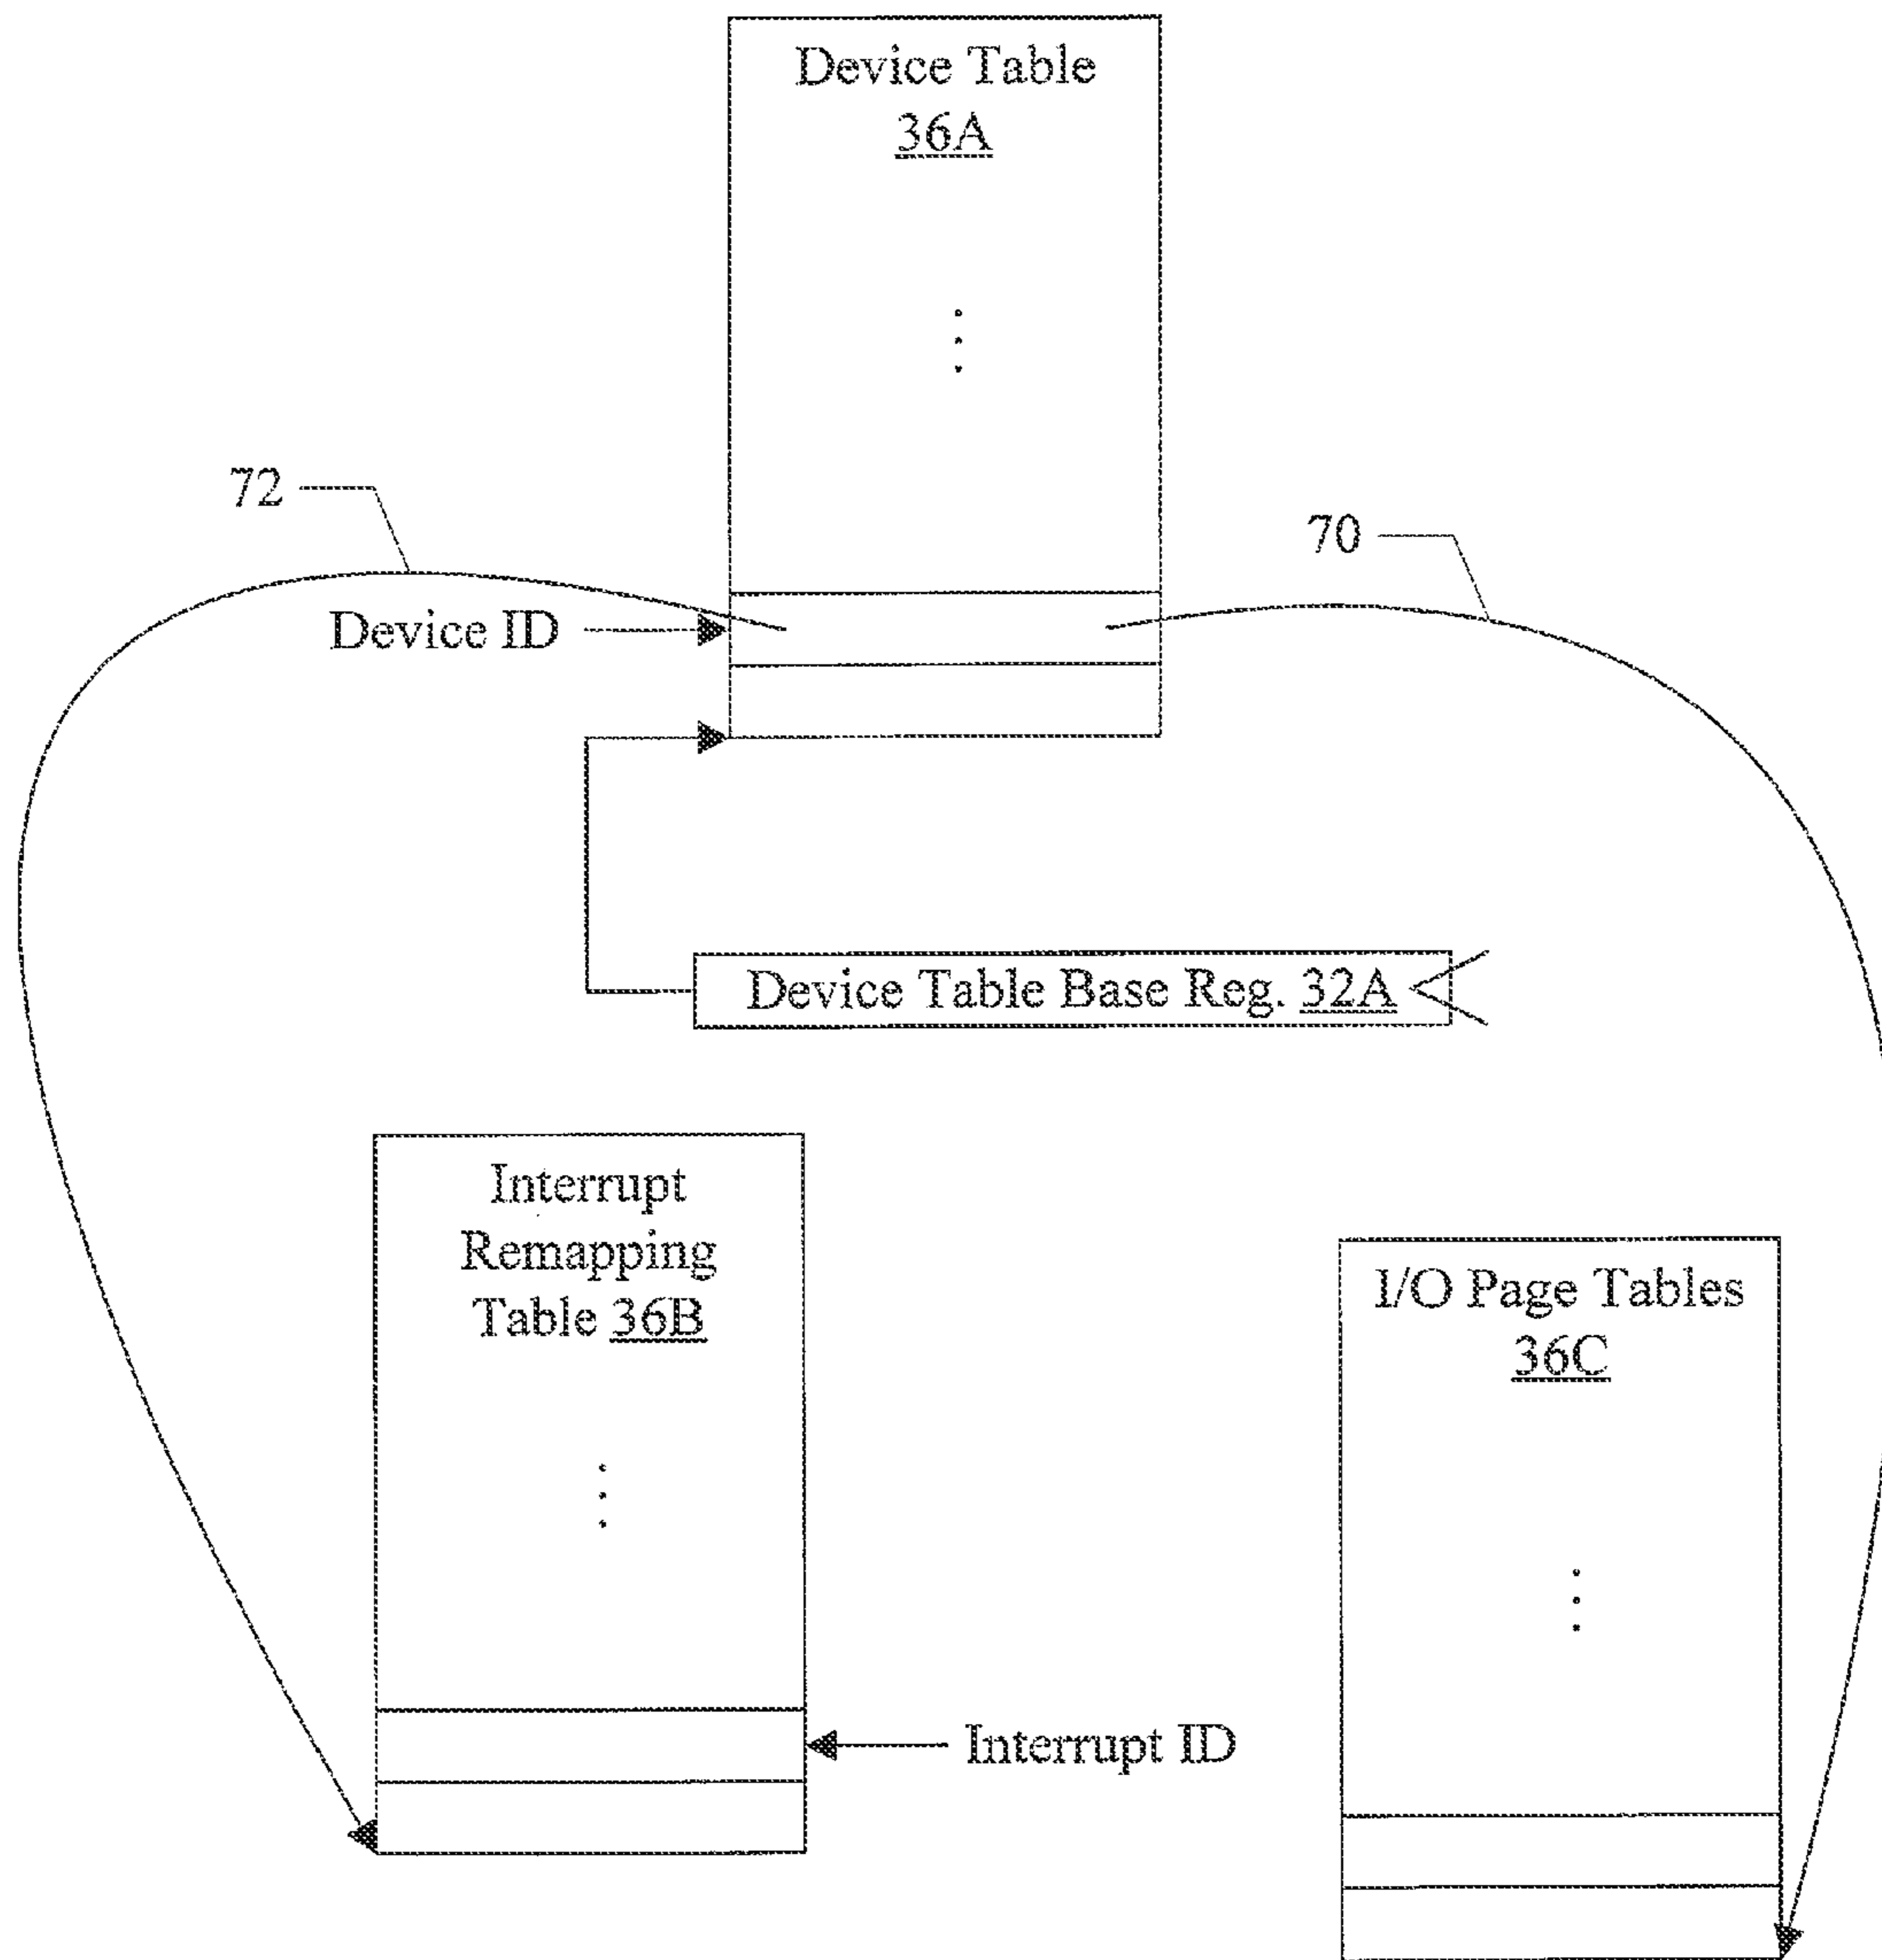 Device Table
36A
72
70
Device ID
Device Table Base Reg. 32A
Interrupt
Remapping
Table 36B
I/O Page Tables
36C
Interrupt ID